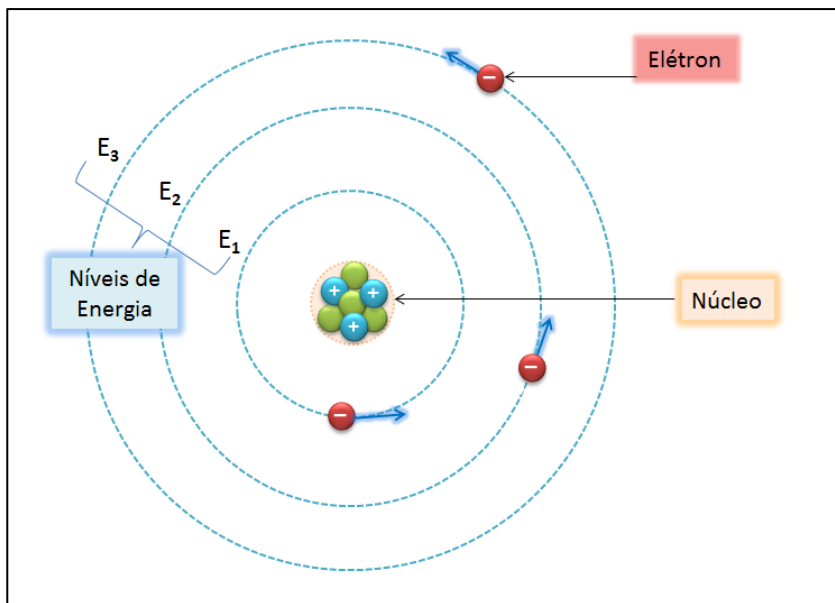 Elétron
E₃
E₂
E₁
Níveis de
Energia
Núcleo
−
+
+
+
−
−